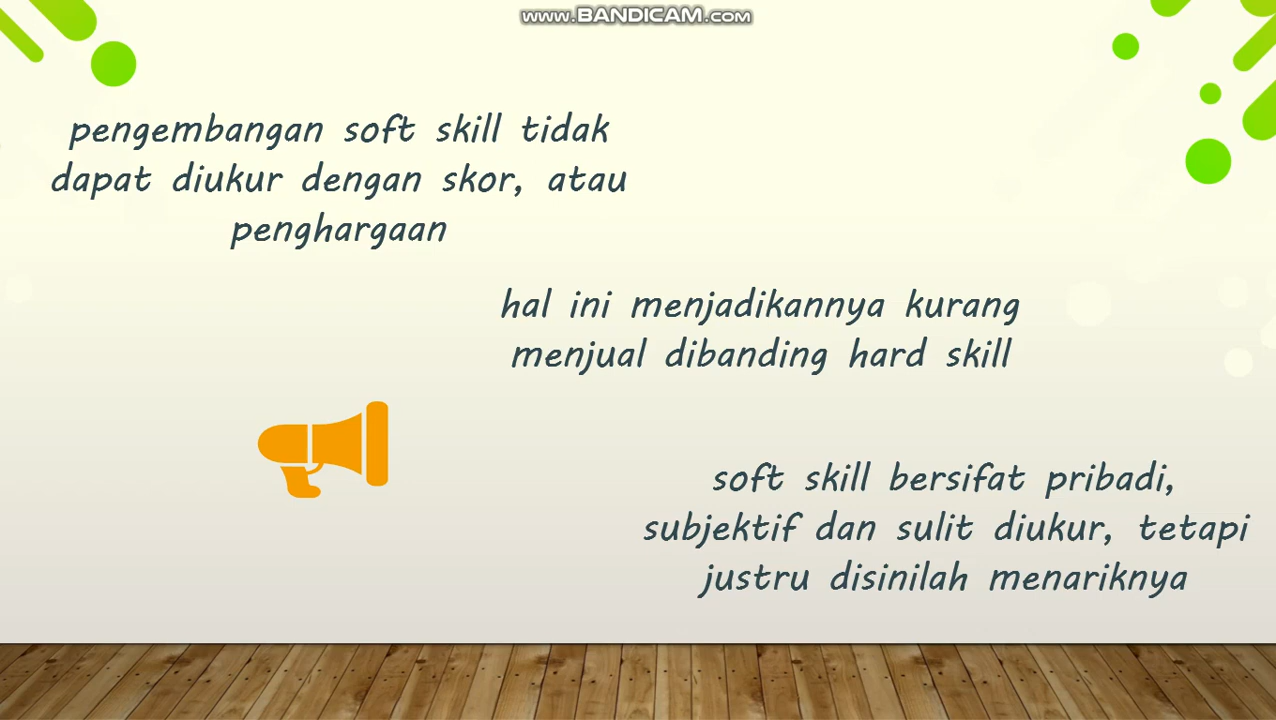 www.BANDICAM.com
pengembangan soft skill tidak
dapat diukur dengan skor, atau
penghargaan
hal ini menjadikannya kurang
menjual dibanding hard skill
soft skill bersifat pribadi,
subjektif dan sulit diukur, tetapi
justru disinilah menariknya